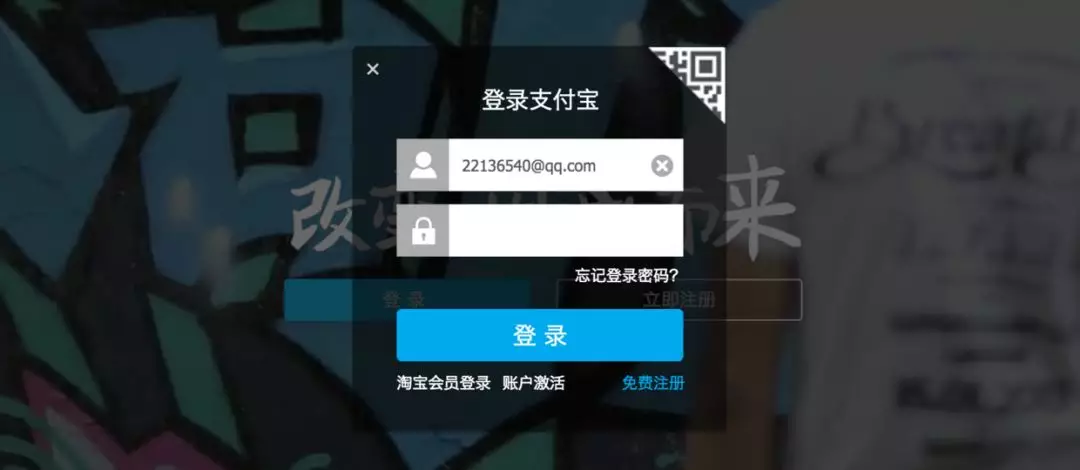 登录支付宝
22136540@qq.com
改变 来
忘记登录密码?
登 录 立即注册
登 录
淘宝会员登录 账户激活 免费注册